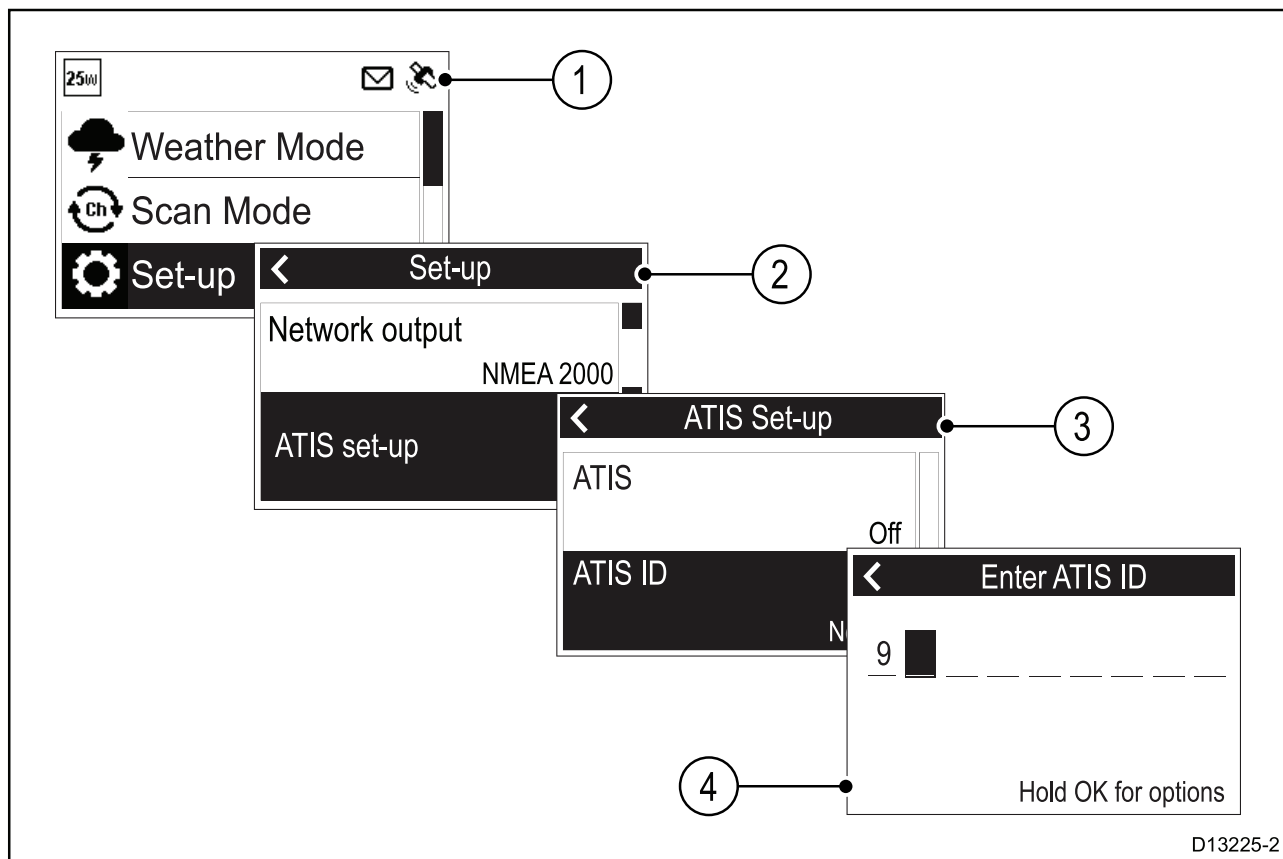 25W
1
Weather Mode
Ch
Scan Mode
Set-up
Set-up
2
Network output
NMEA 2000
ATIS set-up
ATIS Set-up
3
ATIS
Off
ATIS ID
Enter ATIS ID
9
4
Hold OK for options
D13225-2